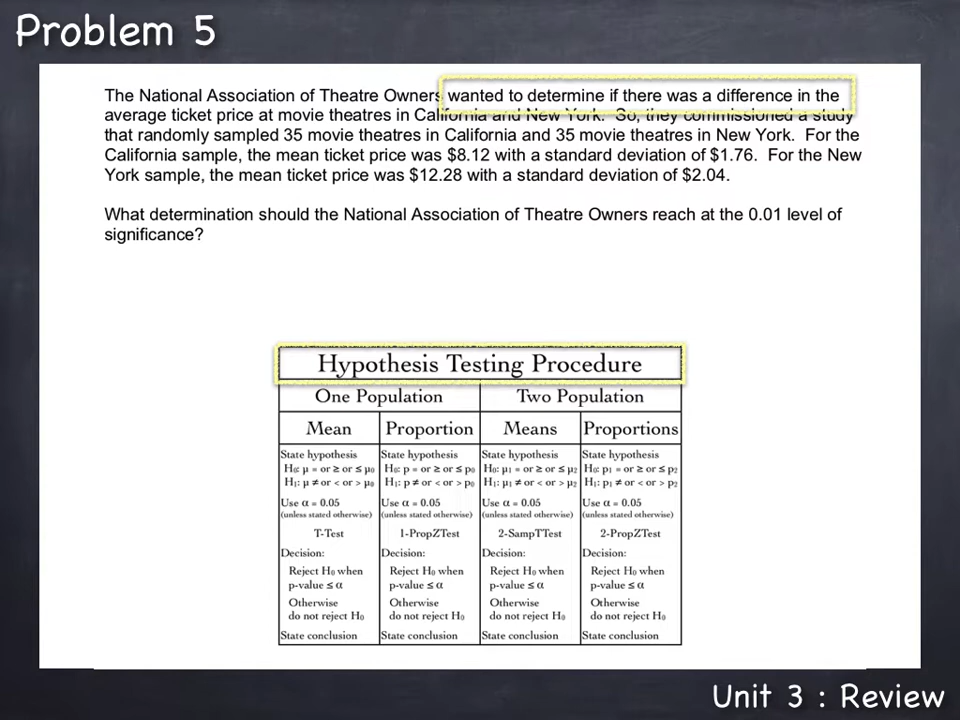 Problem 5
The National Association of Theatre Owners wanted to determine if there was a difference in the
average ticket price at movie theatres in California and New York. So, they commissioned a study
that randomly sampled 35 movie theatres in California and 35 movie theatres in New York. For the
California sample, the mean ticket price was $8.12 with a standard deviation of $1.76. For the New
York sample, the mean ticket price was $12.28 with a standard deviation of $2.04.
What determination should the National Association of Theatre Owners reach at the 0.01 level of
significance?
Hypothesis Testing Procedure
One Population Two Population
Mean Proportion Means Proportions
State hypothesis State hypothesis State hypothesis State hypothesis
H₀: μ = or ≥ or ≤ μ₀ H₀: p = or ≥ or ≤ p₀ H₀: μ₁ = or ≥ or ≤ μ₂ H₀: p₁ = or ≥ or ≤ p₂
H₁: μ ≠ or < or > μ₀ H₁: p ≠ or < or > p₀ H₁: μ₁ ≠ or < or > μ₂ H₁: p₁ ≠ or < or > p₂
Use α = 0.05 Use α = 0.05 Use α = 0.05 Use α = 0.05
(unless stated otherwise) (unless stated otherwise) (unless stated otherwise) (unless stated otherwise)
T-Test 1-PropZTest 2-SampTTest 2-PropZTest
Decision: Decision: Decision: Decision:
Reject H₀ when Reject H₀ when Reject H₀ when Reject H₀ when
p-value ≤ α p-value ≤ α p-value ≤ α p-value ≤ α
Otherwise Otherwise Otherwise Otherwise
do not reject H₀ do not reject H₀ do not reject H₀ do not reject H₀
State conclusion State conclusion State conclusion State conclusion
Unit 3 : Review